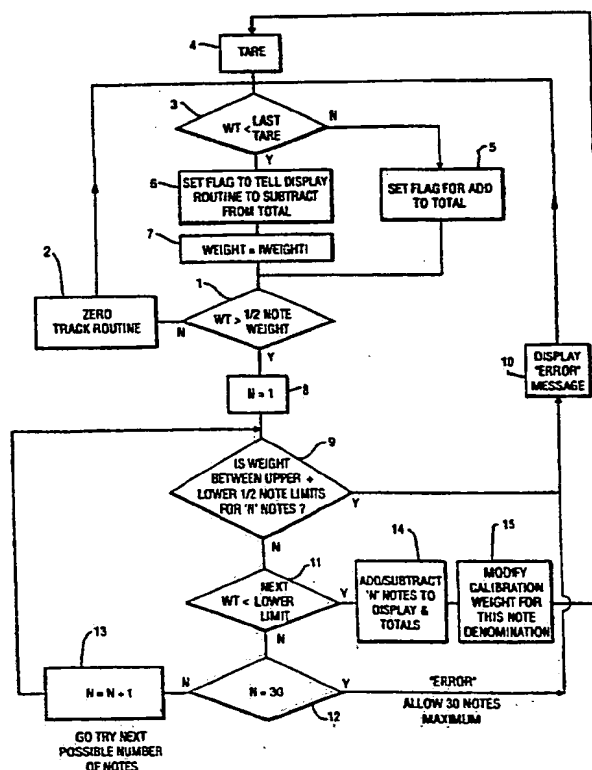 4
TARE
3
WT < LAST
TARE
N
Y
5
6
SET FLAG TO TELL DISPLAY
ROUTINE TO SUBTRACT
FROM TOTAL
SET FLAG FOR ADD
TO TOTAL
7
WEIGHT = |WEIGHT|
2
1
ZERO
TRACK ROUTINE
N
WT > 1/2 NOTE
WEIGHT
Y
10
DISPLAY
"ERROR"
MESSAGE
N = 1
8
9
IS WEIGHT
BETWEEN UPPER +
LOWER 1/2 NOTE LIMITS
FOR 'N' NOTES ?
Y
N
11
14
15
NEXT
WT < LOWER
LIMIT
Y
ADD/SUBTRACT
'N' NOTES TO
DISPLAY &
TOTALS
MODIFY
CALIBRATION
WEIGHT FOR
THIS NOTE
DENOMINATION
N
13
N = N + 1
N
N = 30
Y
"ERROR"
12
ALLOW 30 NOTES
MAXIMUM
GO TRY NEXT
POSSIBLE NUMBER
OF NOTES